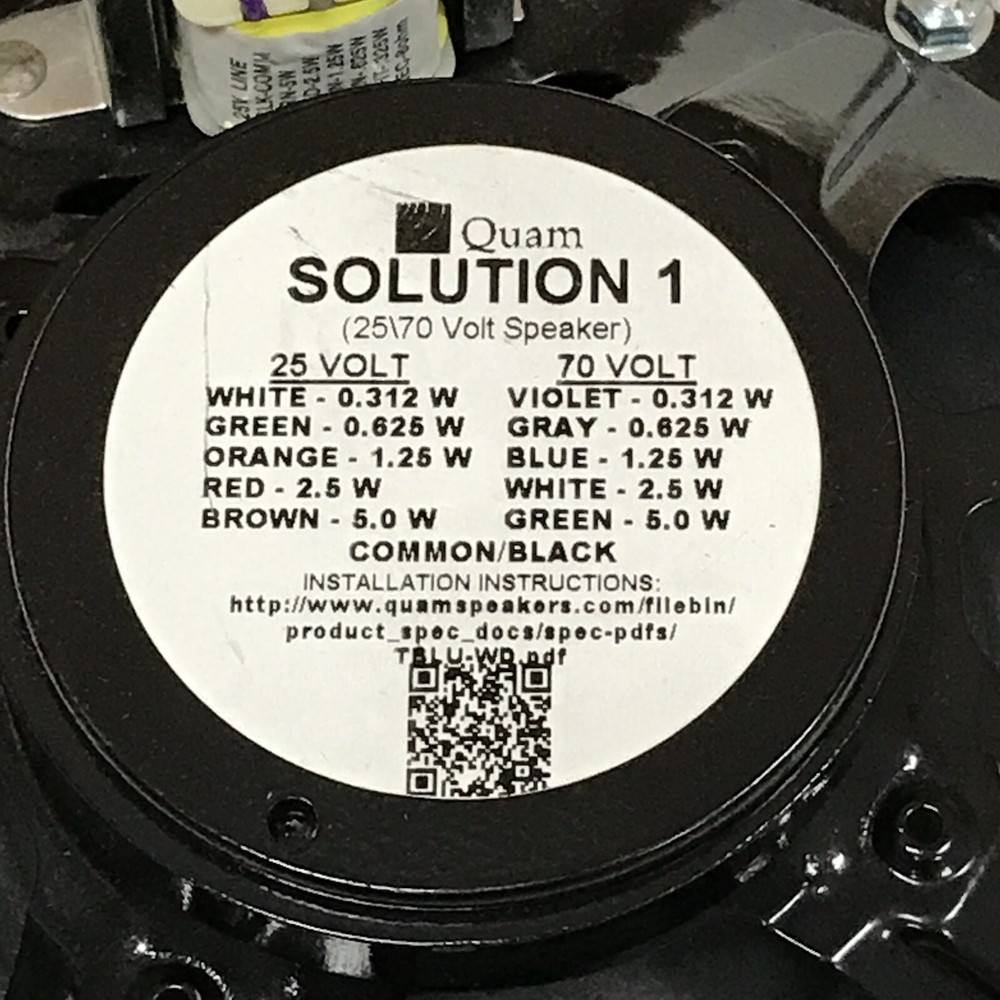 25V LINE
Quam
SOLUTION 1
(25\70 Volt Speaker)
25 VOLT 70 VOLT
WHITE - 0.312 W VIOLET - 0.312 W
GREEN - 0.625 W GRAY - 0.625 W
ORANGE - 1.25 W BLUE - 1.25 W
RED - 2.5 W WHITE - 2.5 W
BROWN - 5.0 W GREEN - 5.0 W
COMMON/BLACK
INSTALLATION INSTRUCTIONS:
http://www.quamspeakers.com/filebin/
product_spec_docs/spec-pdfs/
TBLU-WD.pdf